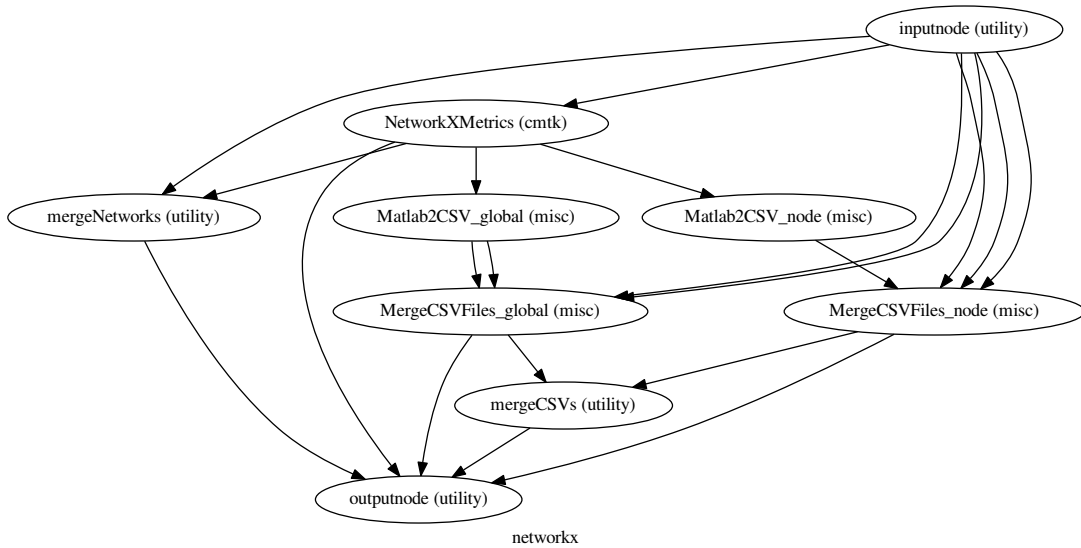 inputnode (utility)
NetworkXMetrics (cmtk)
mergeNetworks (utility)
Matlab2CSV_global (misc)
Matlab2CSV_node (misc)
MergeCSVFiles_global (misc)
MergeCSVFiles_node (misc)
mergeCSVs (utility)
outputnode (utility)
networkx